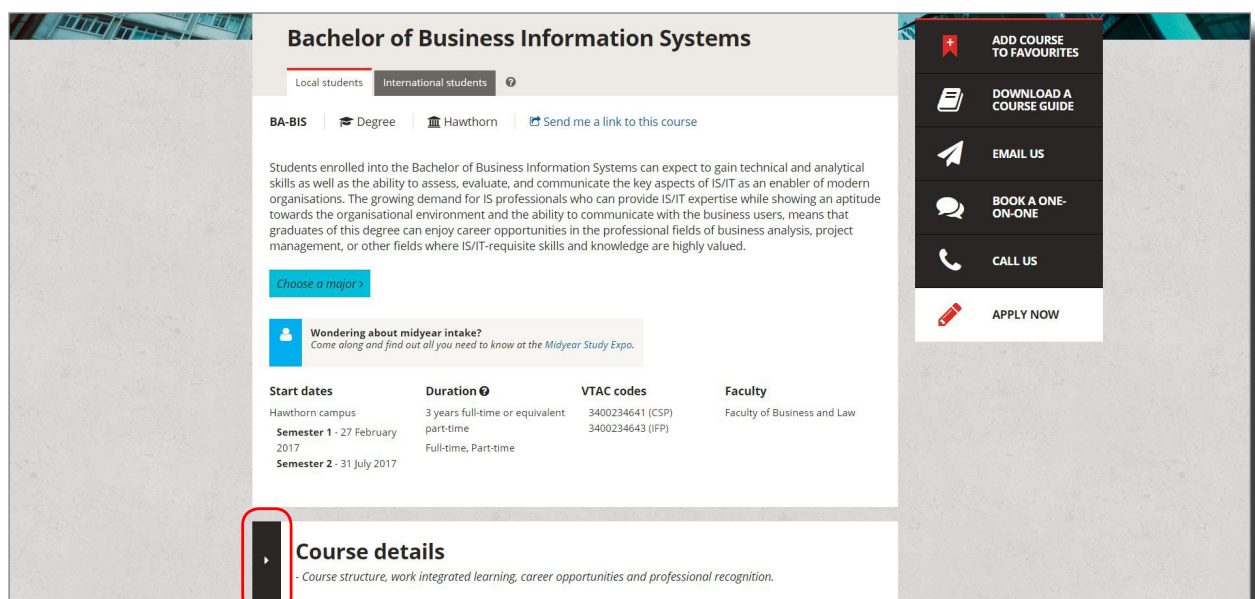 Bachelor of Business Information Systems
Local students
International students
BA-BIS
Degree
Hawthorn
Send me a link to this course
Students enrolled into the Bachelor of Business Information Systems can expect to gain technical and analytical
skills as well as the ability to assess, evaluate, and communicate the key aspects of IS/IT as an enabler of modern
organisations. The growing demand for IS professionals who can provide IS/IT expertise while showing an aptitude
towards the organisational environment and the ability to communicate with the business users, means that
graduates of this degree can enjoy career opportunities in the professional fields of business analysis, project
management, or other fields where IS/IT-requisite skills and knowledge are highly valued.
Choose a major >
Wondering about midyear intake?
Come along and find out all you need to know at the Midyear Study Expo.
Start dates
Hawthorn campus
Semester 1 - 27 February
2017
Semester 2 - 31 July 2017
Duration
3 years full-time or equivalent
part-time
Full-time, Part-time
VTAC codes
3400234641 (CSP)
3400234643 (IFP)
Faculty
Faculty of Business and Law
Course details
- Course structure, work integrated learning, career opportunities and professional recognition.
ADD COURSE
TO FAVOURITES
DOWNLOAD A
COURSE GUIDE
EMAIL US
BOOK A ONE-
ON-ONE
CALL US
APPLY NOW